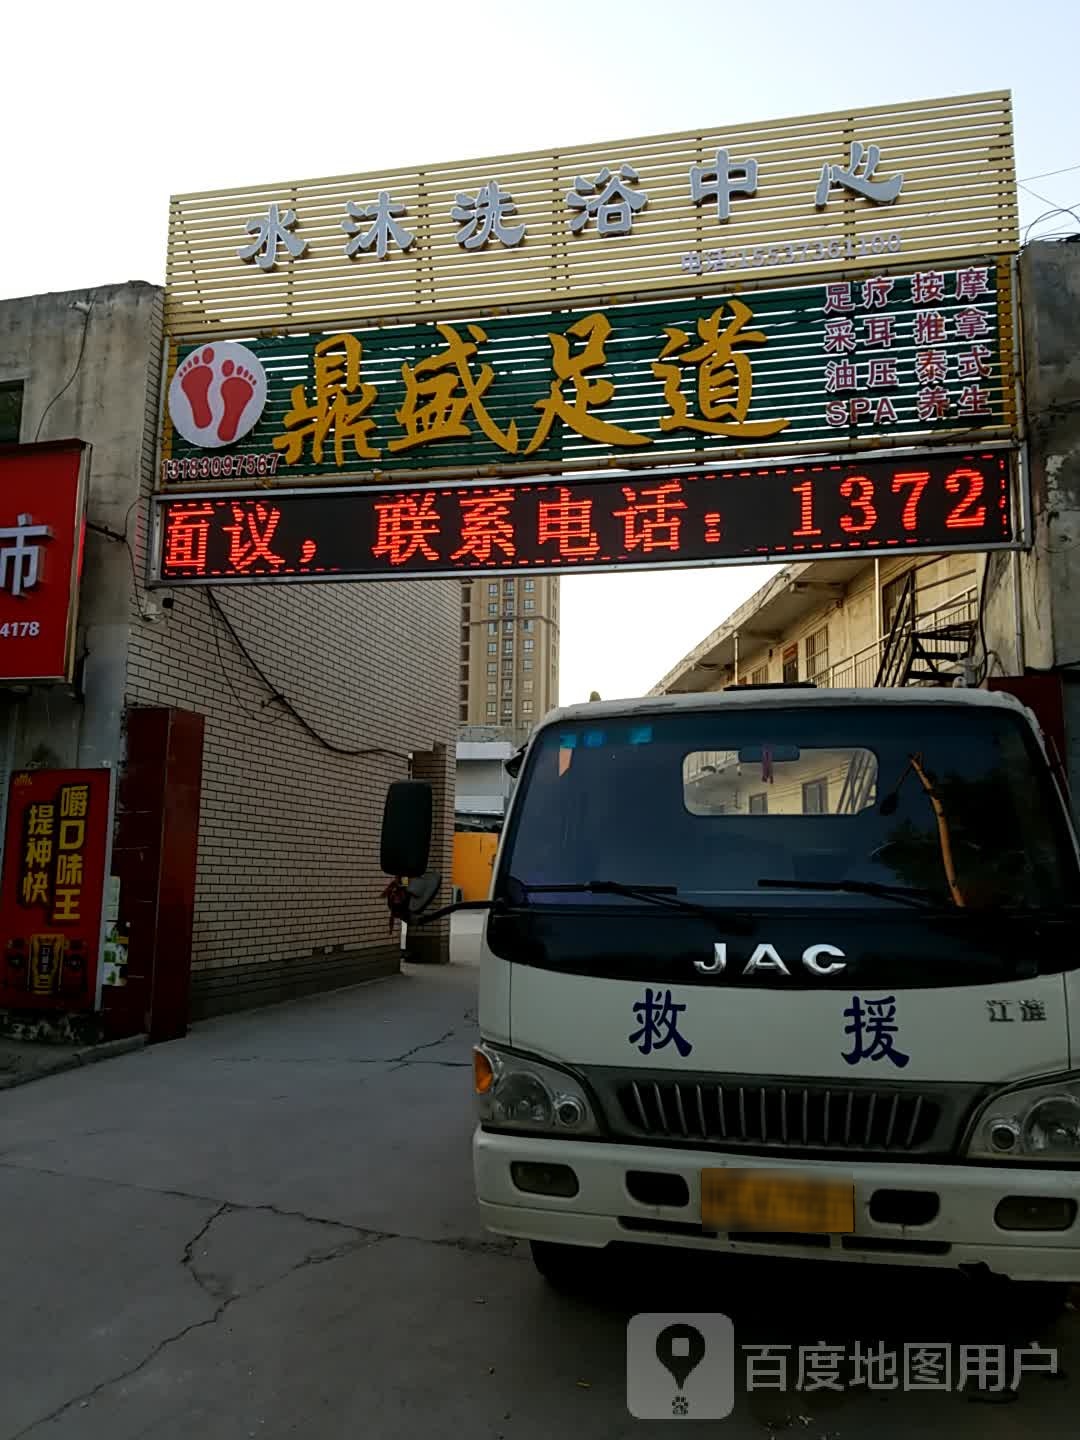 水沐洗浴中心
电话:15537361100
鼎盛足道
足疗 按摩
采耳 推拿
油压 泰式
SPA 养生
13183097567
面议，联系电话：1372
市
4178
嚼口味王
提神快
JAC
救援
江淮
百度地图用户